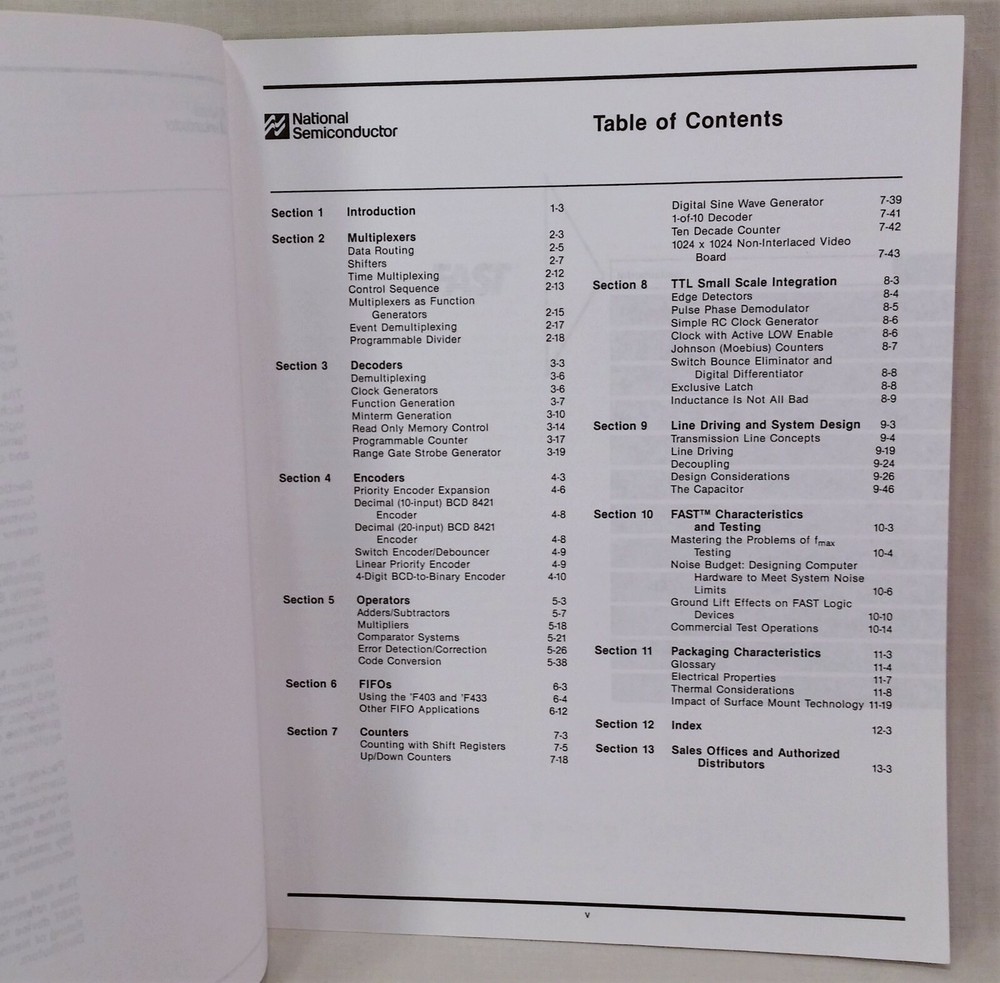 National
Semiconductor
Table of Contents
Section 1 Introduction 1-3
Section 2 Multiplexers 2-3
Data Routing 2-5
Shifters 2-7
Time Multiplexing 2-12
Control Sequence 2-13
Multiplexers as Function
Generators 2-15
Event Demultiplexing 2-17
Programmable Divider 2-18
Section 3 Decoders 3-3
Demultiplexing 3-6
Clock Generators 3-6
Function Generation 3-7
Minterm Generation 3-10
Read Only Memory Control 3-14
Programmable Counter 3-17
Range Gate Strobe Generator 3-19
Section 4 Encoders 4-3
Priority Encoder Expansion 4-6
Decimal (10-input) BCD 8421
Encoder 4-8
Decimal (20-input) BCD 8421
Encoder 4-8
Switch Encoder/Debouncer 4-9
Linear Priority Encoder 4-9
4-Digit BCD-to-Binary Encoder 4-10
Section 5 Operators 5-3
Adders/Subtractors 5-7
Multipliers 5-18
Comparator Systems 5-21
Error Detection/Correction 5-26
Code Conversion 5-38
Section 6 FIFOs 6-3
Using the 'F403 and 'F433 6-4
Other FIFO Applications 6-12
Section 7 Counters 7-3
Counting with Shift Registers 7-5
Up/Down Counters 7-18
Digital Sine Wave Generator 7-39
1-of-10 Decoder 7-41
Ten Decade Counter 7-42
1024 x 1024 Non-Interlaced Video
Board 7-43
Section 8 TTL Small Scale Integration 8-3
Edge Detectors 8-4
Pulse Phase Demodulator 8-5
Simple RC Clock Generator 8-6
Clock with Active LOW Enable 8-6
Johnson (Moebius) Counters 8-7
Switch Bounce Eliminator and
Digital Differentiator 8-8
Exclusive Latch 8-8
Inductance Is Not All Bad 8-9
Section 9 Line Driving and System Design 9-3
Transmission Line Concepts 9-4
Line Driving 9-19
Decoupling 9-24
Design Considerations 9-26
The Capacitor 9-46
Section 10 FAST™ Characteristics
and Testing 10-3
Mastering the Problems of fmax
Testing 10-4
Noise Budget: Designing Computer
Hardware to Meet System Noise
Limits 10-6
Ground Lift Effects on FAST Logic
Devices 10-10
Commercial Test Operations 10-14
Section 11 Packaging Characteristics 11-3
Glossary 11-4
Electrical Properties 11-7
Thermal Considerations 11-8
Impact of Surface Mount Technology 11-19
Section 12 Index 12-3
Section 13 Sales Offices and Authorized
Distributors 13-3
v